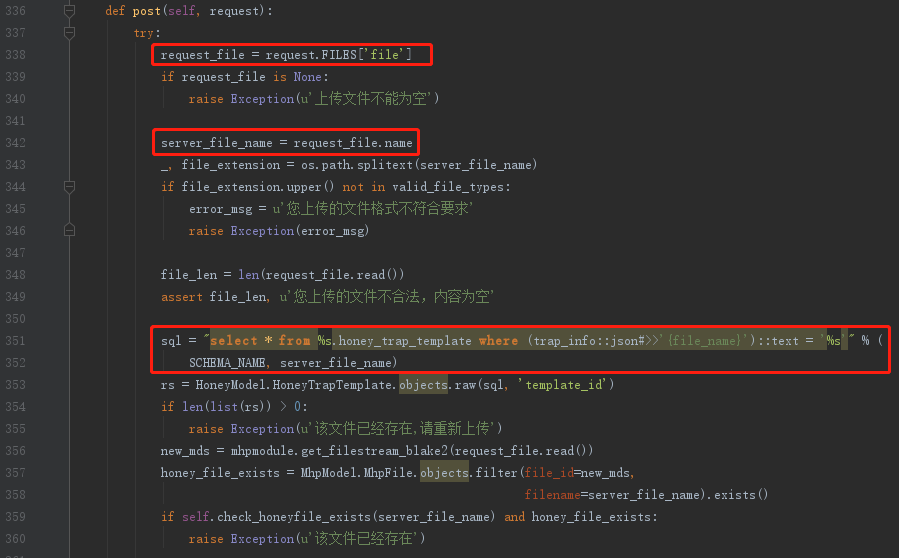 336 def post(self, request):
337 try:
338 request_file = request.FILES['file']
339 if request_file is None:
340 raise Exception(u'上传文件不能为空')
341
342 server_file_name = request_file.name
343 _, file_extension = os.path.splitext(server_file_name)
344 if file_extension.upper() not in valid_file_types:
345 error_msg = u'您上传的文件格式不符合要求'
346 raise Exception(error_msg)
347
348 file_len = len(request_file.read())
349 assert file_len, u'您上传的文件不合法，内容为空'
350
351 sql = "select * from %s.honey_trap_template where (trap_info::json#>>'{file_name}')::text = '%s'" % (
352 SCHEMA_NAME, server_file_name)
353 rs = HoneyModel.HoneyTrapTemplate.objects.raw(sql, 'template_id')
354 if len(list(rs)) > 0:
355 raise Exception(u'该文件已经存在,请重新上传')
356 new_mds = mhpmodule.get_filestream_blake2(request_file.read())
357 honey_file_exists = MhpModel.MhpFile.objects.filter(file_id=new_mds,
358 filename=server_file_name).exists()
359 if self.check_honeyfile_exists(server_file_name) and honey_file_exists:
360 raise Exception(u'该文件已经存在')